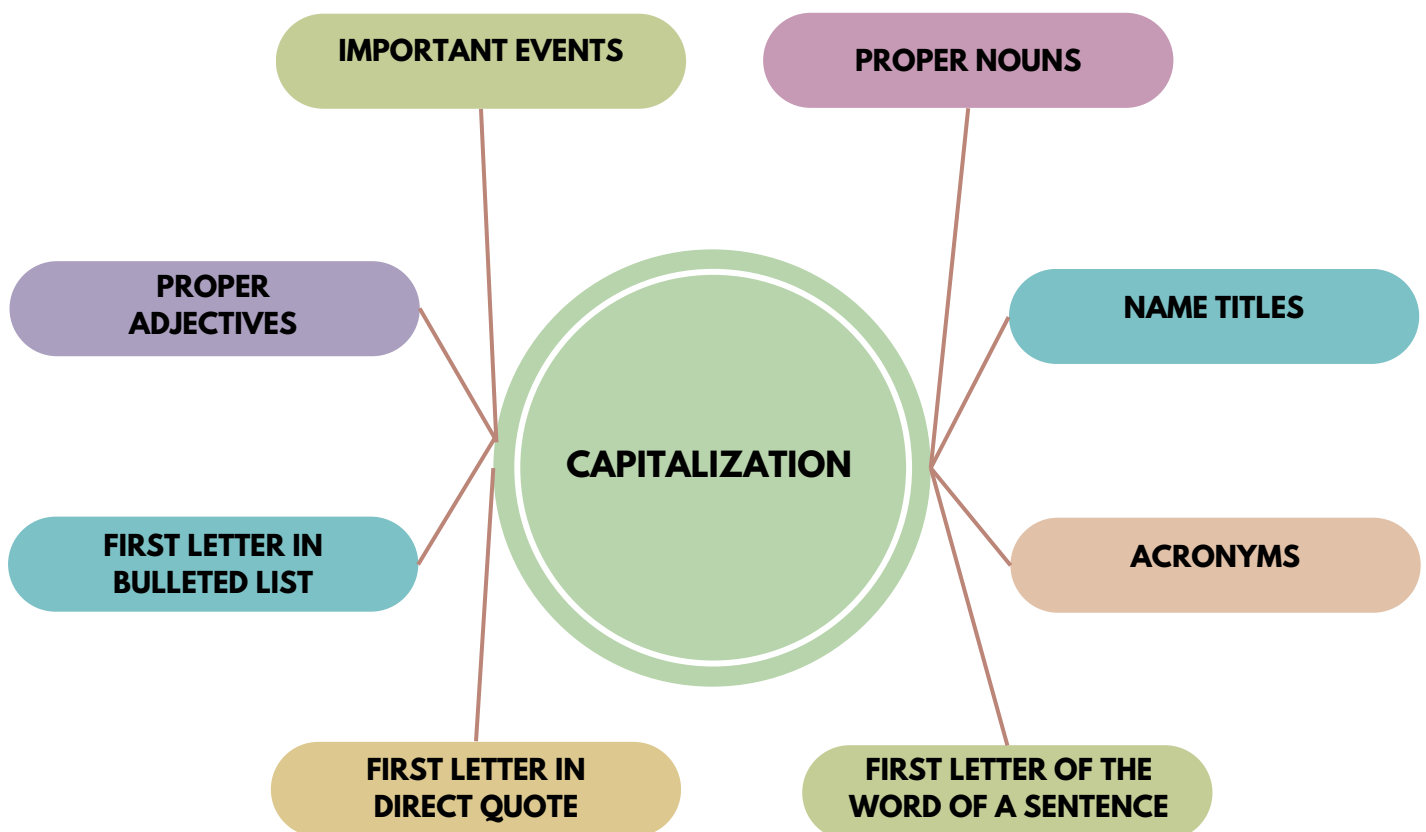 IMPORTANT EVENTS
PROPER NOUNS
PROPER
ADJECTIVES
NAME TITLES
CAPITALIZATION
FIRST LETTER IN
BULLETED LIST
ACRONYMS
FIRST LETTER IN
DIRECT QUOTE
FIRST LETTER OF THE
WORD OF A SENTENCE